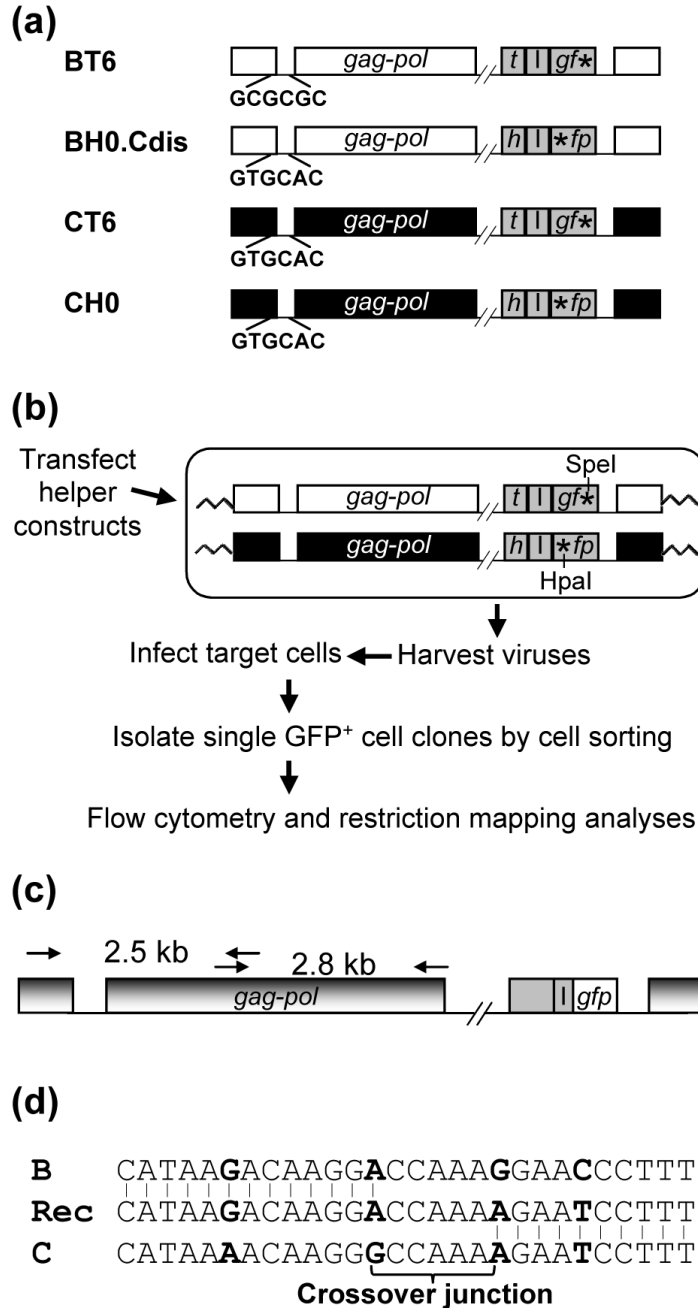 (a)
BT6
gag-pol
t I gf*
GCGCGC
BH0.Cdis
gag-pol
h I *fp
GTGCAC
CT6
gag-pol
t I gf*
GTGCAC
CH0
gag-pol
h I *fp
GTGCAC
(b)
Transfect
helper
constructs
SpeI
gag-pol
t I gf*
gag-pol
h I *fp
HpaI
Infect target cells
Harvest viruses
Isolate single GFP+ cell clones by cell sorting
Flow cytometry and restriction mapping analyses
(c)
2.5 kb
2.8 kb
gag-pol
I gfp
(d)
B CATAAGACAAGGACCAAAGGAACCCTTT
Rec CATAAGACAAGGACCAAAAGAATCCTTT
C CATAAAACAAGGGCCAAAAGAATCCTTT
Crossover junction